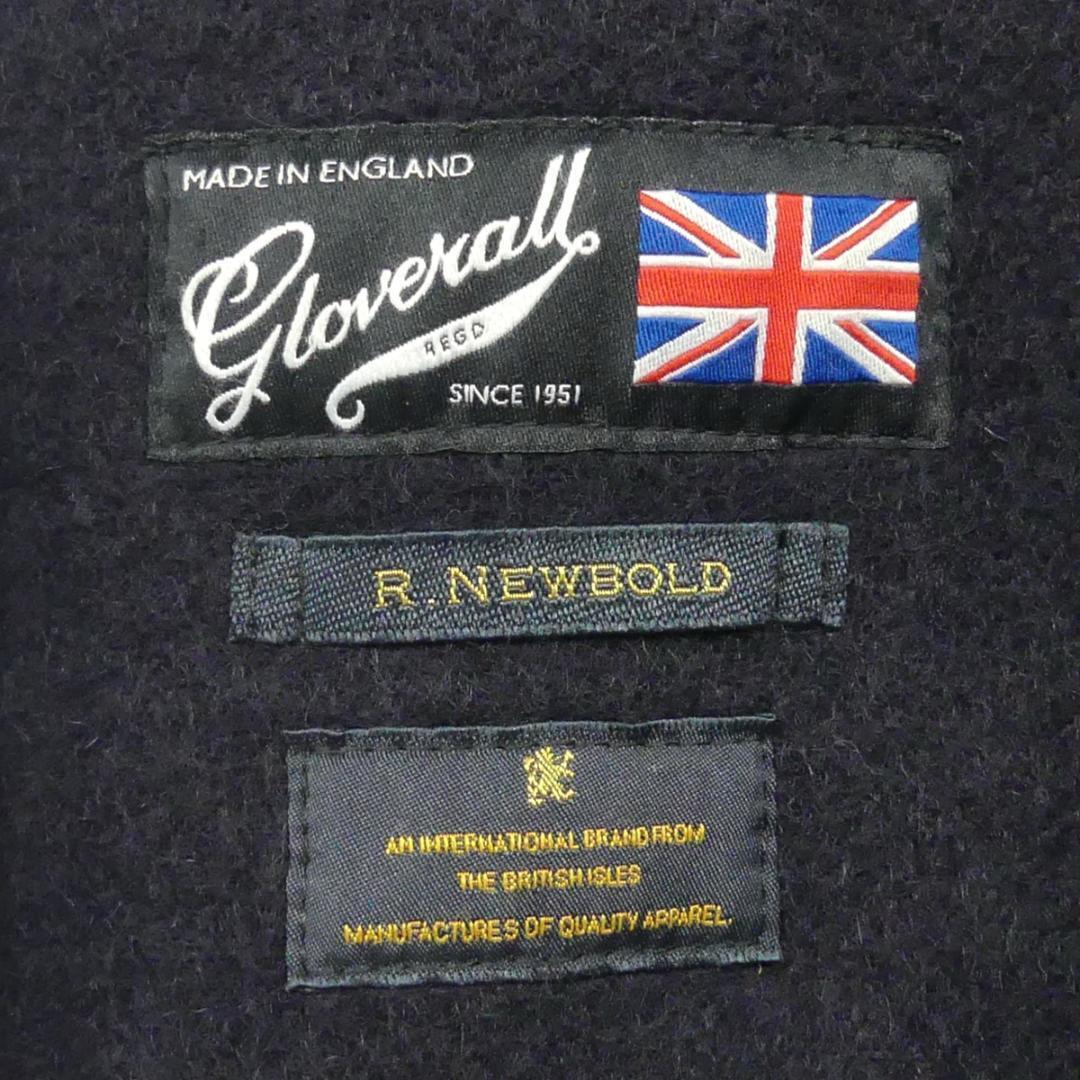 MADE IN ENGLAND
Gloverall
REGD
SINCE 1951
R. NEWBOLD
AN INTERNATIONAL BRAND FROM
THE BRITISH ISLES
MANUFACTURES OF QUALITY APPAREL.